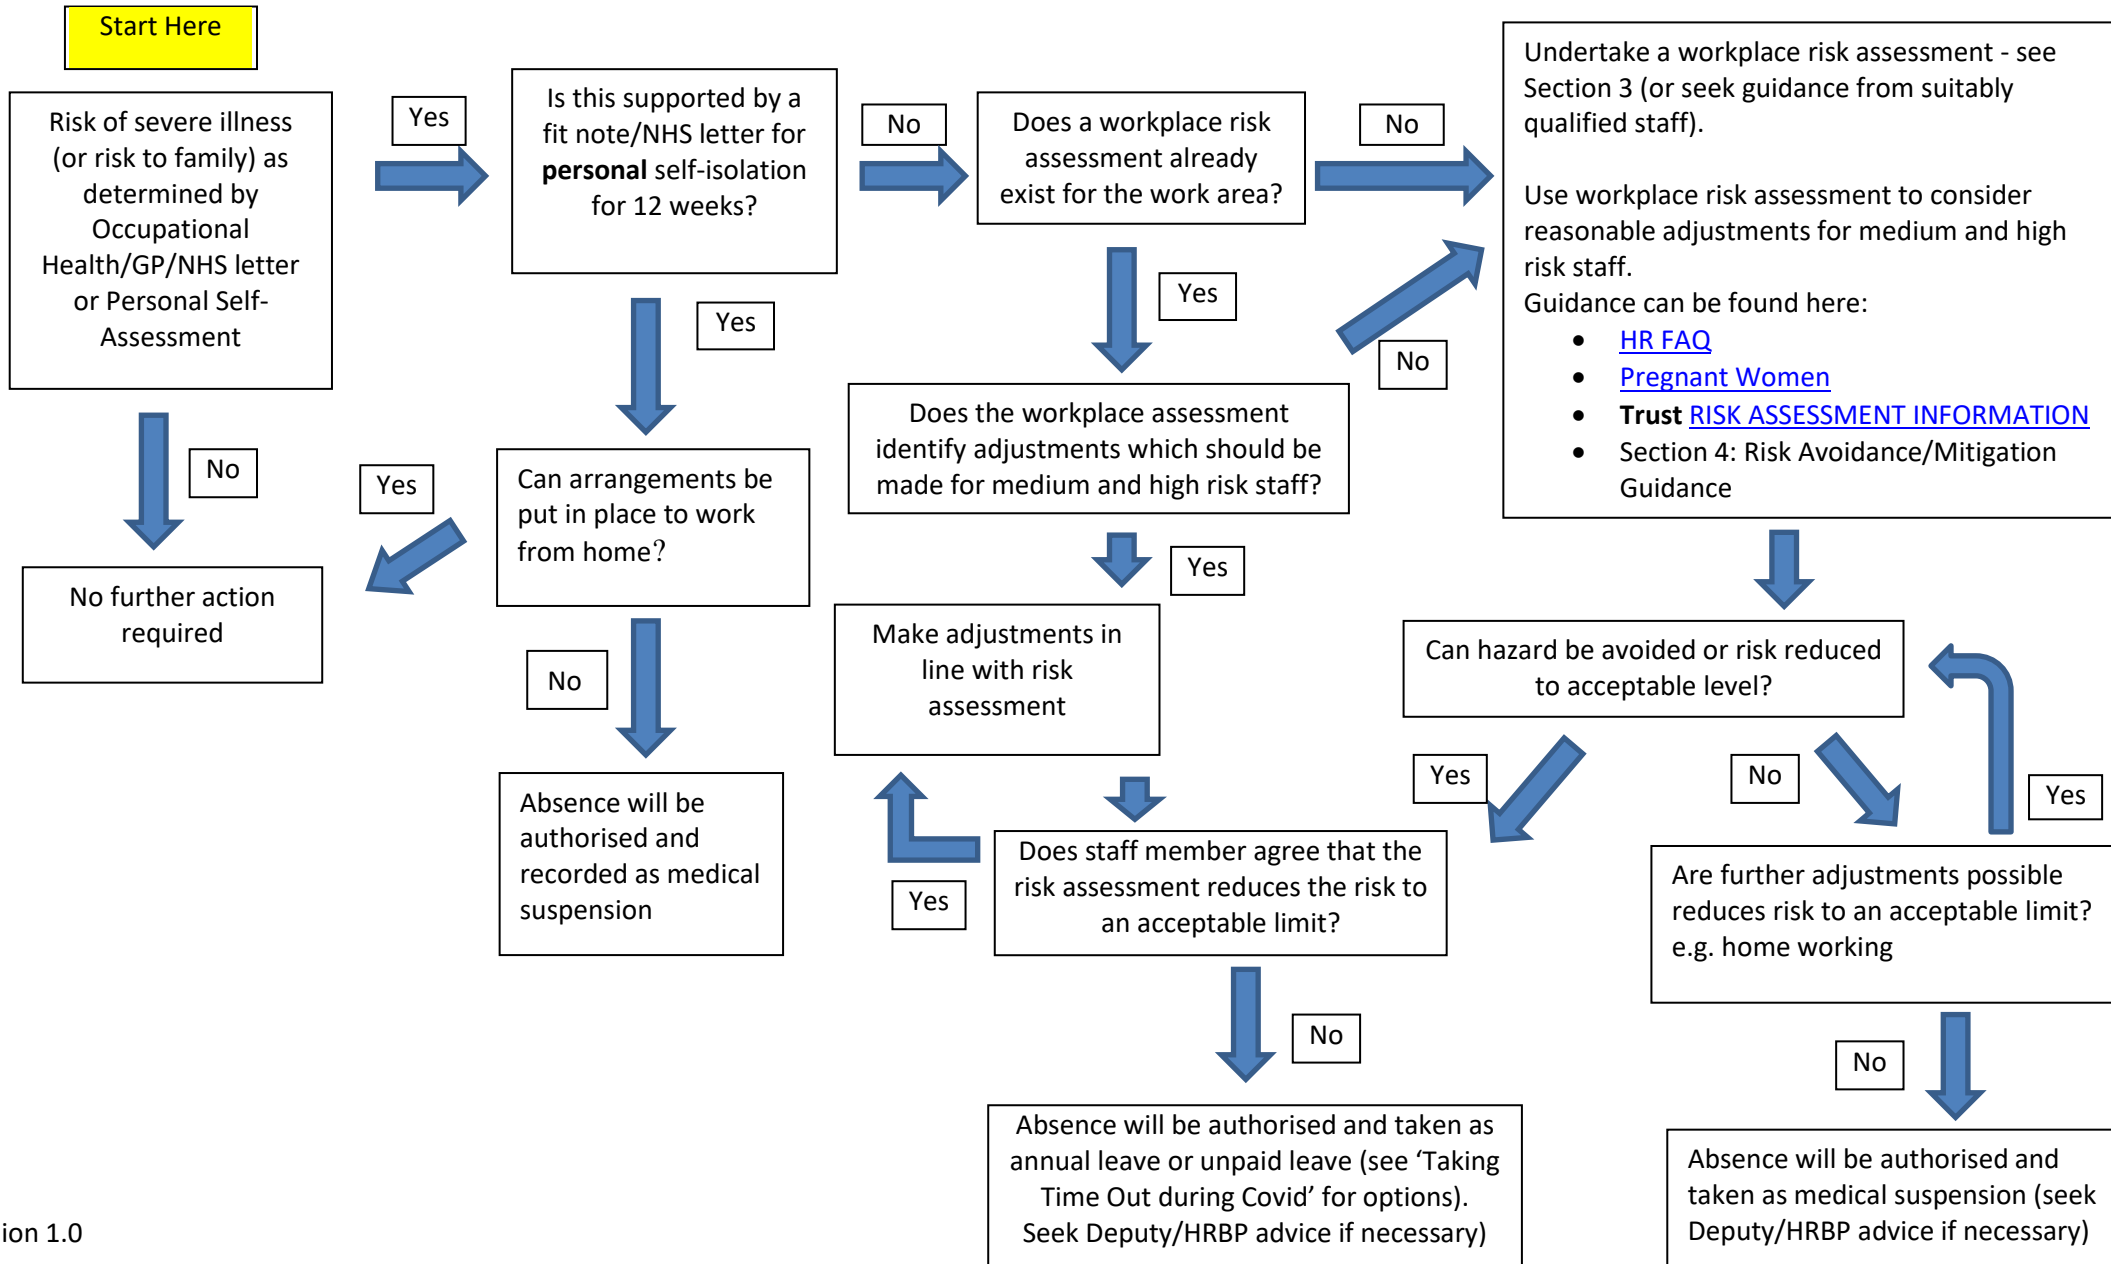 Start Here
Risk of severe illness
(or risk to family) as
determined by
Occupational
Health/GP/NHS letter
or Personal Self-
Assessment
Yes
Is this supported by a
fit note/NHS letter for
personal self-isolation
for 12 weeks?
No
Does a workplace risk
assessment already
exist for the work area?
No
Undertake a workplace risk assessment - see
Section 3 (or seek guidance from suitably
qualified staff).
Use workplace risk assessment to consider
reasonable adjustments for medium and high
risk staff.
Guidance can be found here:
• HR FAQ
• Pregnant Women
• Trust RISK ASSESSMENT INFORMATION
• Section 4: Risk Avoidance/Mitigation
Guidance
Yes
Yes
No
No
Yes
Can arrangements be
put in place to work
from home?
Does the workplace assessment
identify adjustments which should be
made for medium and high risk staff?
Yes
No further action
required
No
Make adjustments in
line with risk
assessment
Can hazard be avoided or risk reduced
to acceptable level?
Yes
No
Yes
Absence will be
authorised and
recorded as medical
suspension
Yes
Does staff member agree that the
risk assessment reduces the risk to
an acceptable limit?
Are further adjustments possible
reduces risk to an acceptable limit?
e.g. home working
No
No
Absence will be authorised and taken as
annual leave or unpaid leave (see ‘Taking
Time Out during Covid’ for options).
Seek Deputy/HRBP advice if necessary)
Absence will be authorised and
taken as medical suspension (seek
Deputy/HRBP advice if necessary)
ion 1.0